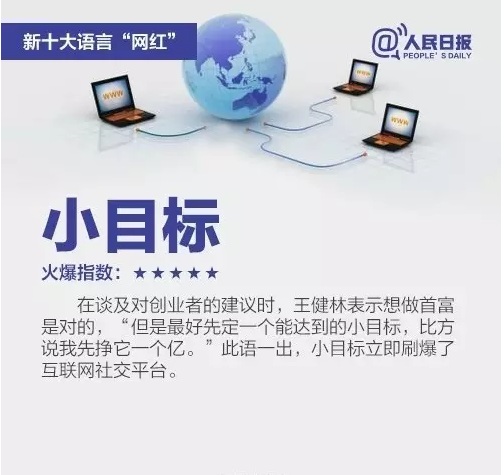 新十大语言“网红”
@人民日报
PEOPLE'S DAILY
www
www
www
小目标
火爆指数：★★★★★
在谈及对创业者的建议时，王健林表示想做首富
是对的，“但是最好先定一个能达到的小目标，比方
说我先挣它一个亿。”此语一出，小目标立即刷爆了
互联网社交平台。